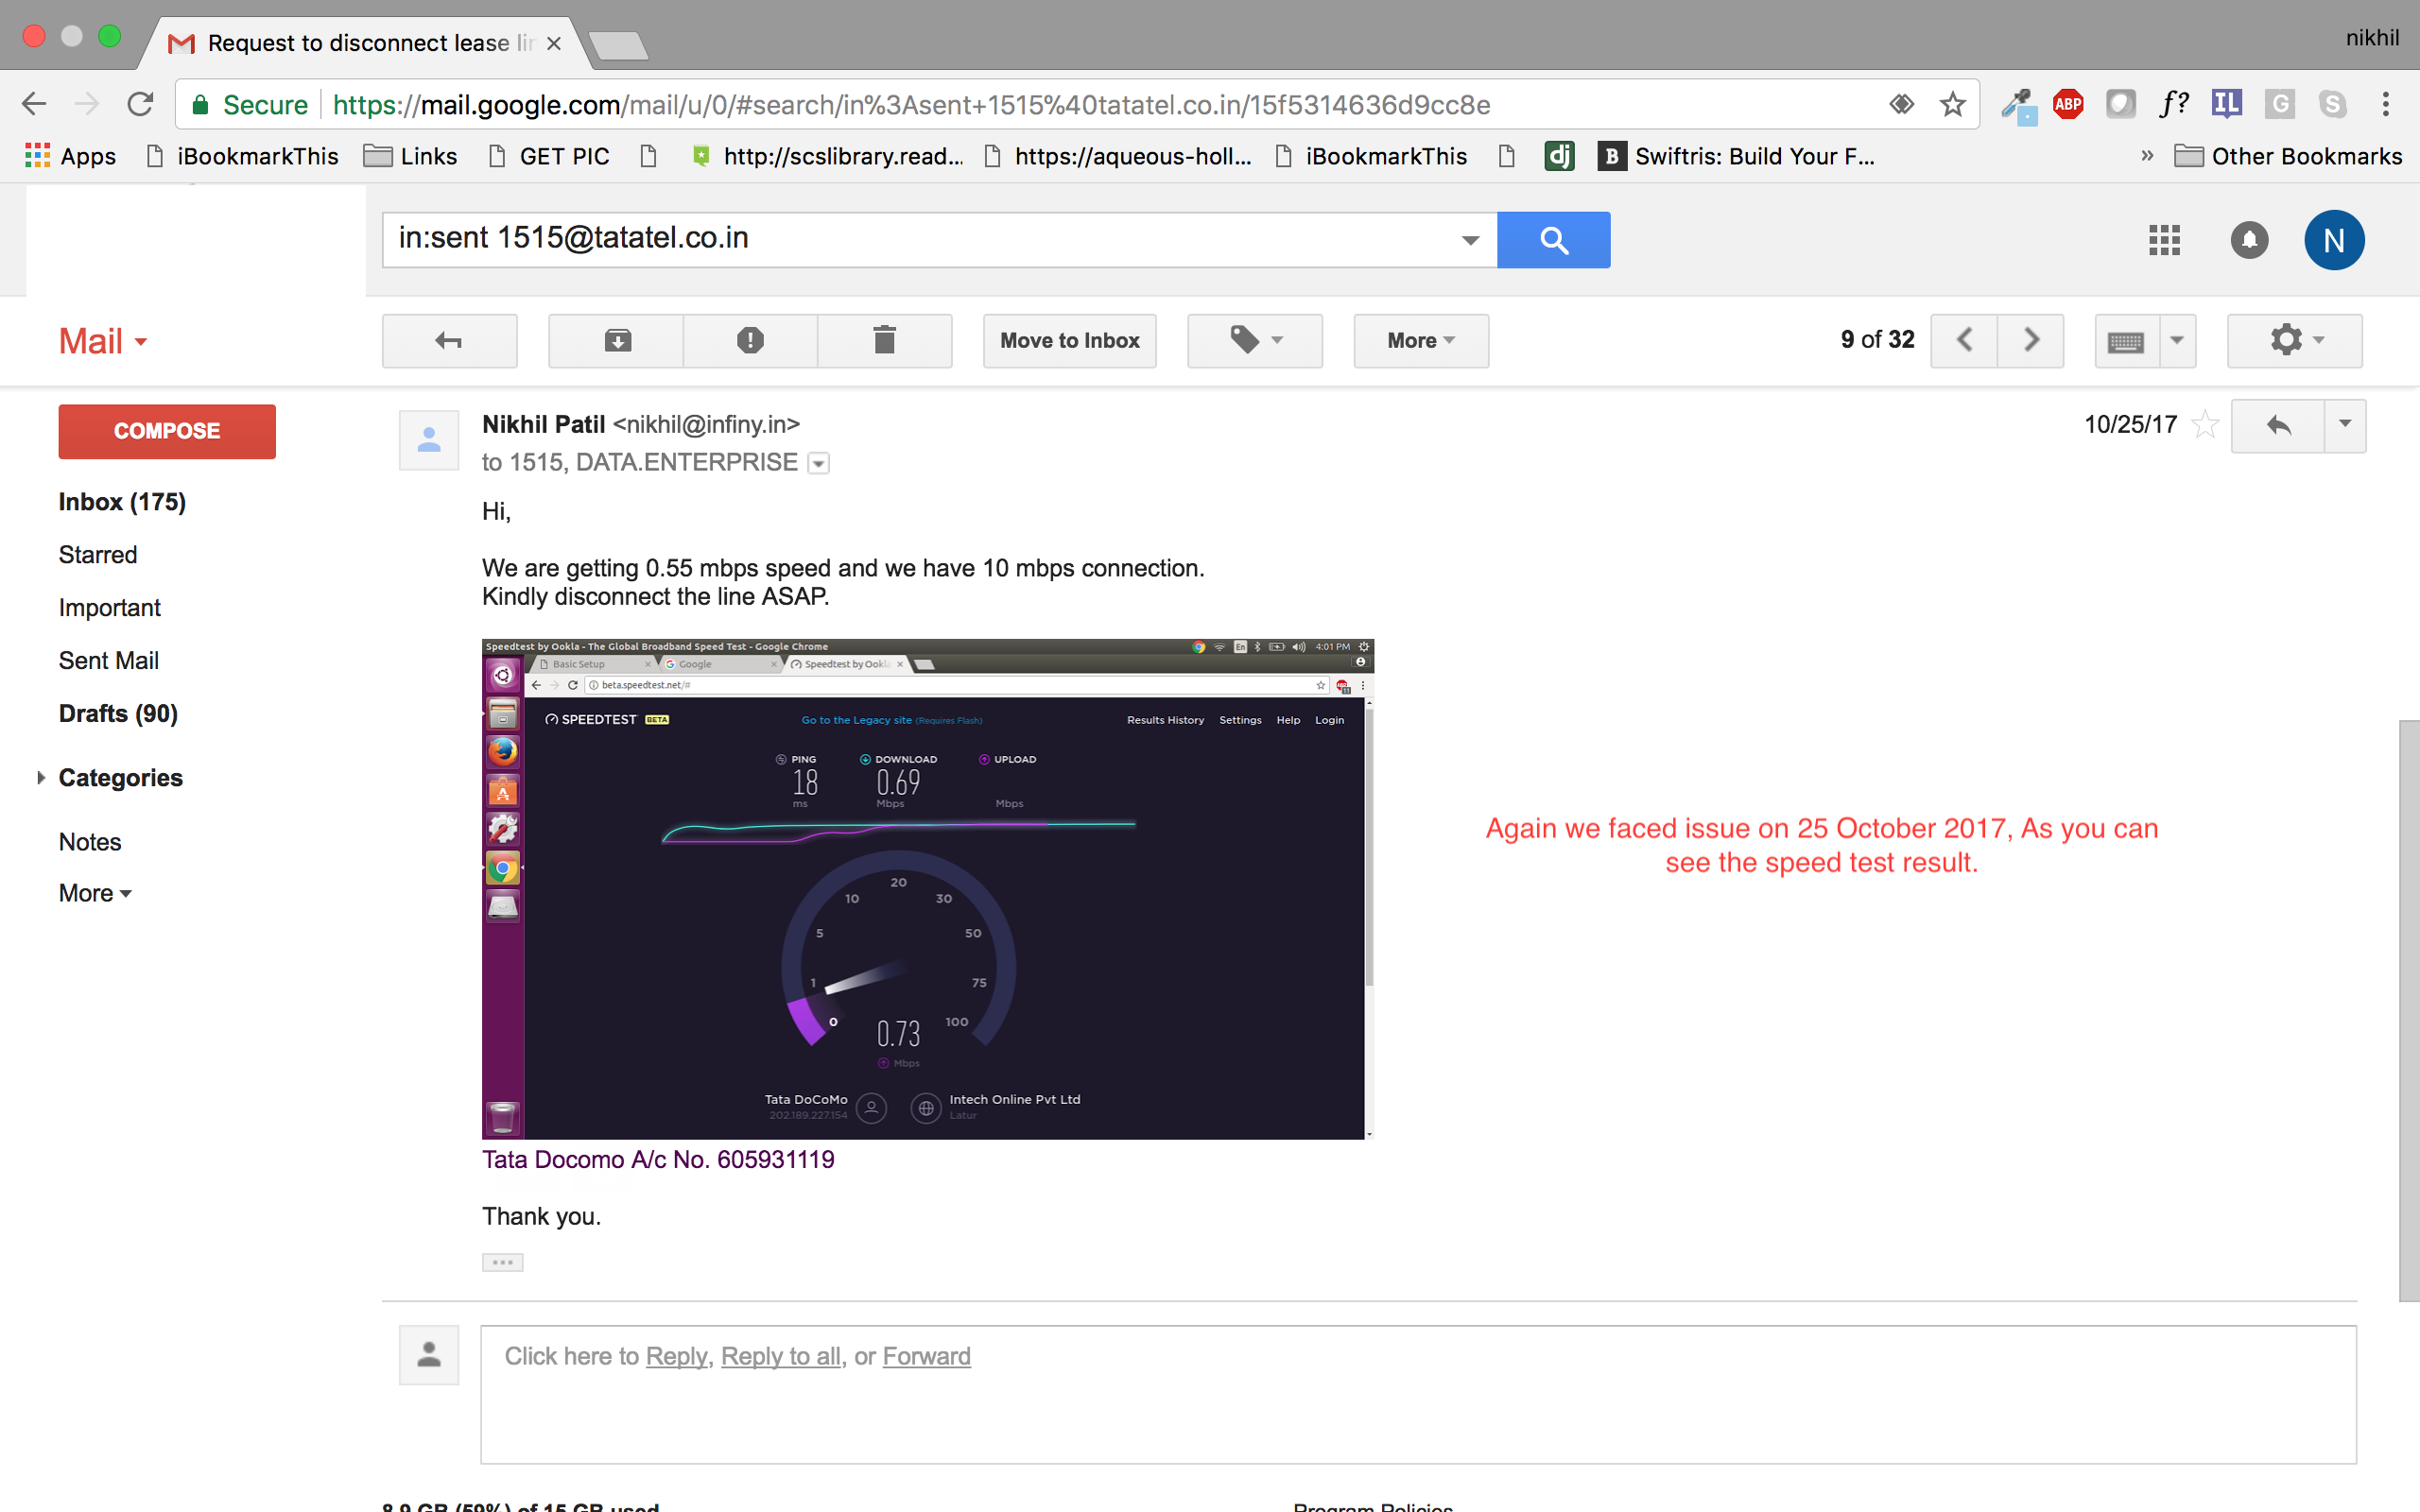 Request to disconnect lease lin
nikhil
Secure https://mail.google.com/mail/u/0/#search/in%3Asent+1515%40tatatel.co.in/15f5314636d9cc8e
ABP f? IL G S
Apps iBookmarkThis Links GET PIC http://scslibrary.read... https://aqueous-holl... iBookmarkThis dj B Swiftris: Build Your F... » Other Bookmarks
in:sent 1515@tatatel.co.in
N
Mail
Move to Inbox
More
9 of 32
COMPOSE
Inbox (175)
Starred
Important
Sent Mail
Drafts (90)
Categories
Notes
More
Nikhil Patil <nikhil@infiny.in>
10/25/17
to 1515, DATA.ENTERPRISE
Hi,
We are getting 0.55 mbps speed and we have 10 mbps connection.
Kindly disconnect the line ASAP.
Speedtest by Ookla - The Global Broadband Speed Test - Google Chrome
En 4:01 PM
Basic Setup Google Speedtest by Ookla
beta.speedtest.net/#
SPEEDTEST BETA
Go to the Legacy site (Requires Flash)
Results History Settings Help Login
PING DOWNLOAD UPLOAD
18 0.69
ms Mbps Mbps
20
10 30
5 50
1 75
0 100
0.73
Mbps
Tata DoCoMo Intech Online Pvt Ltd
202.189.227.154 Latur
Again we faced issue on 25 October 2017, As you can
see the speed test result.
Tata Docomo A/c No. 605931119
Thank you.
Click here to Reply, Reply to all, or Forward
8.9 GB (59%) of 15 GB used
Program Policies